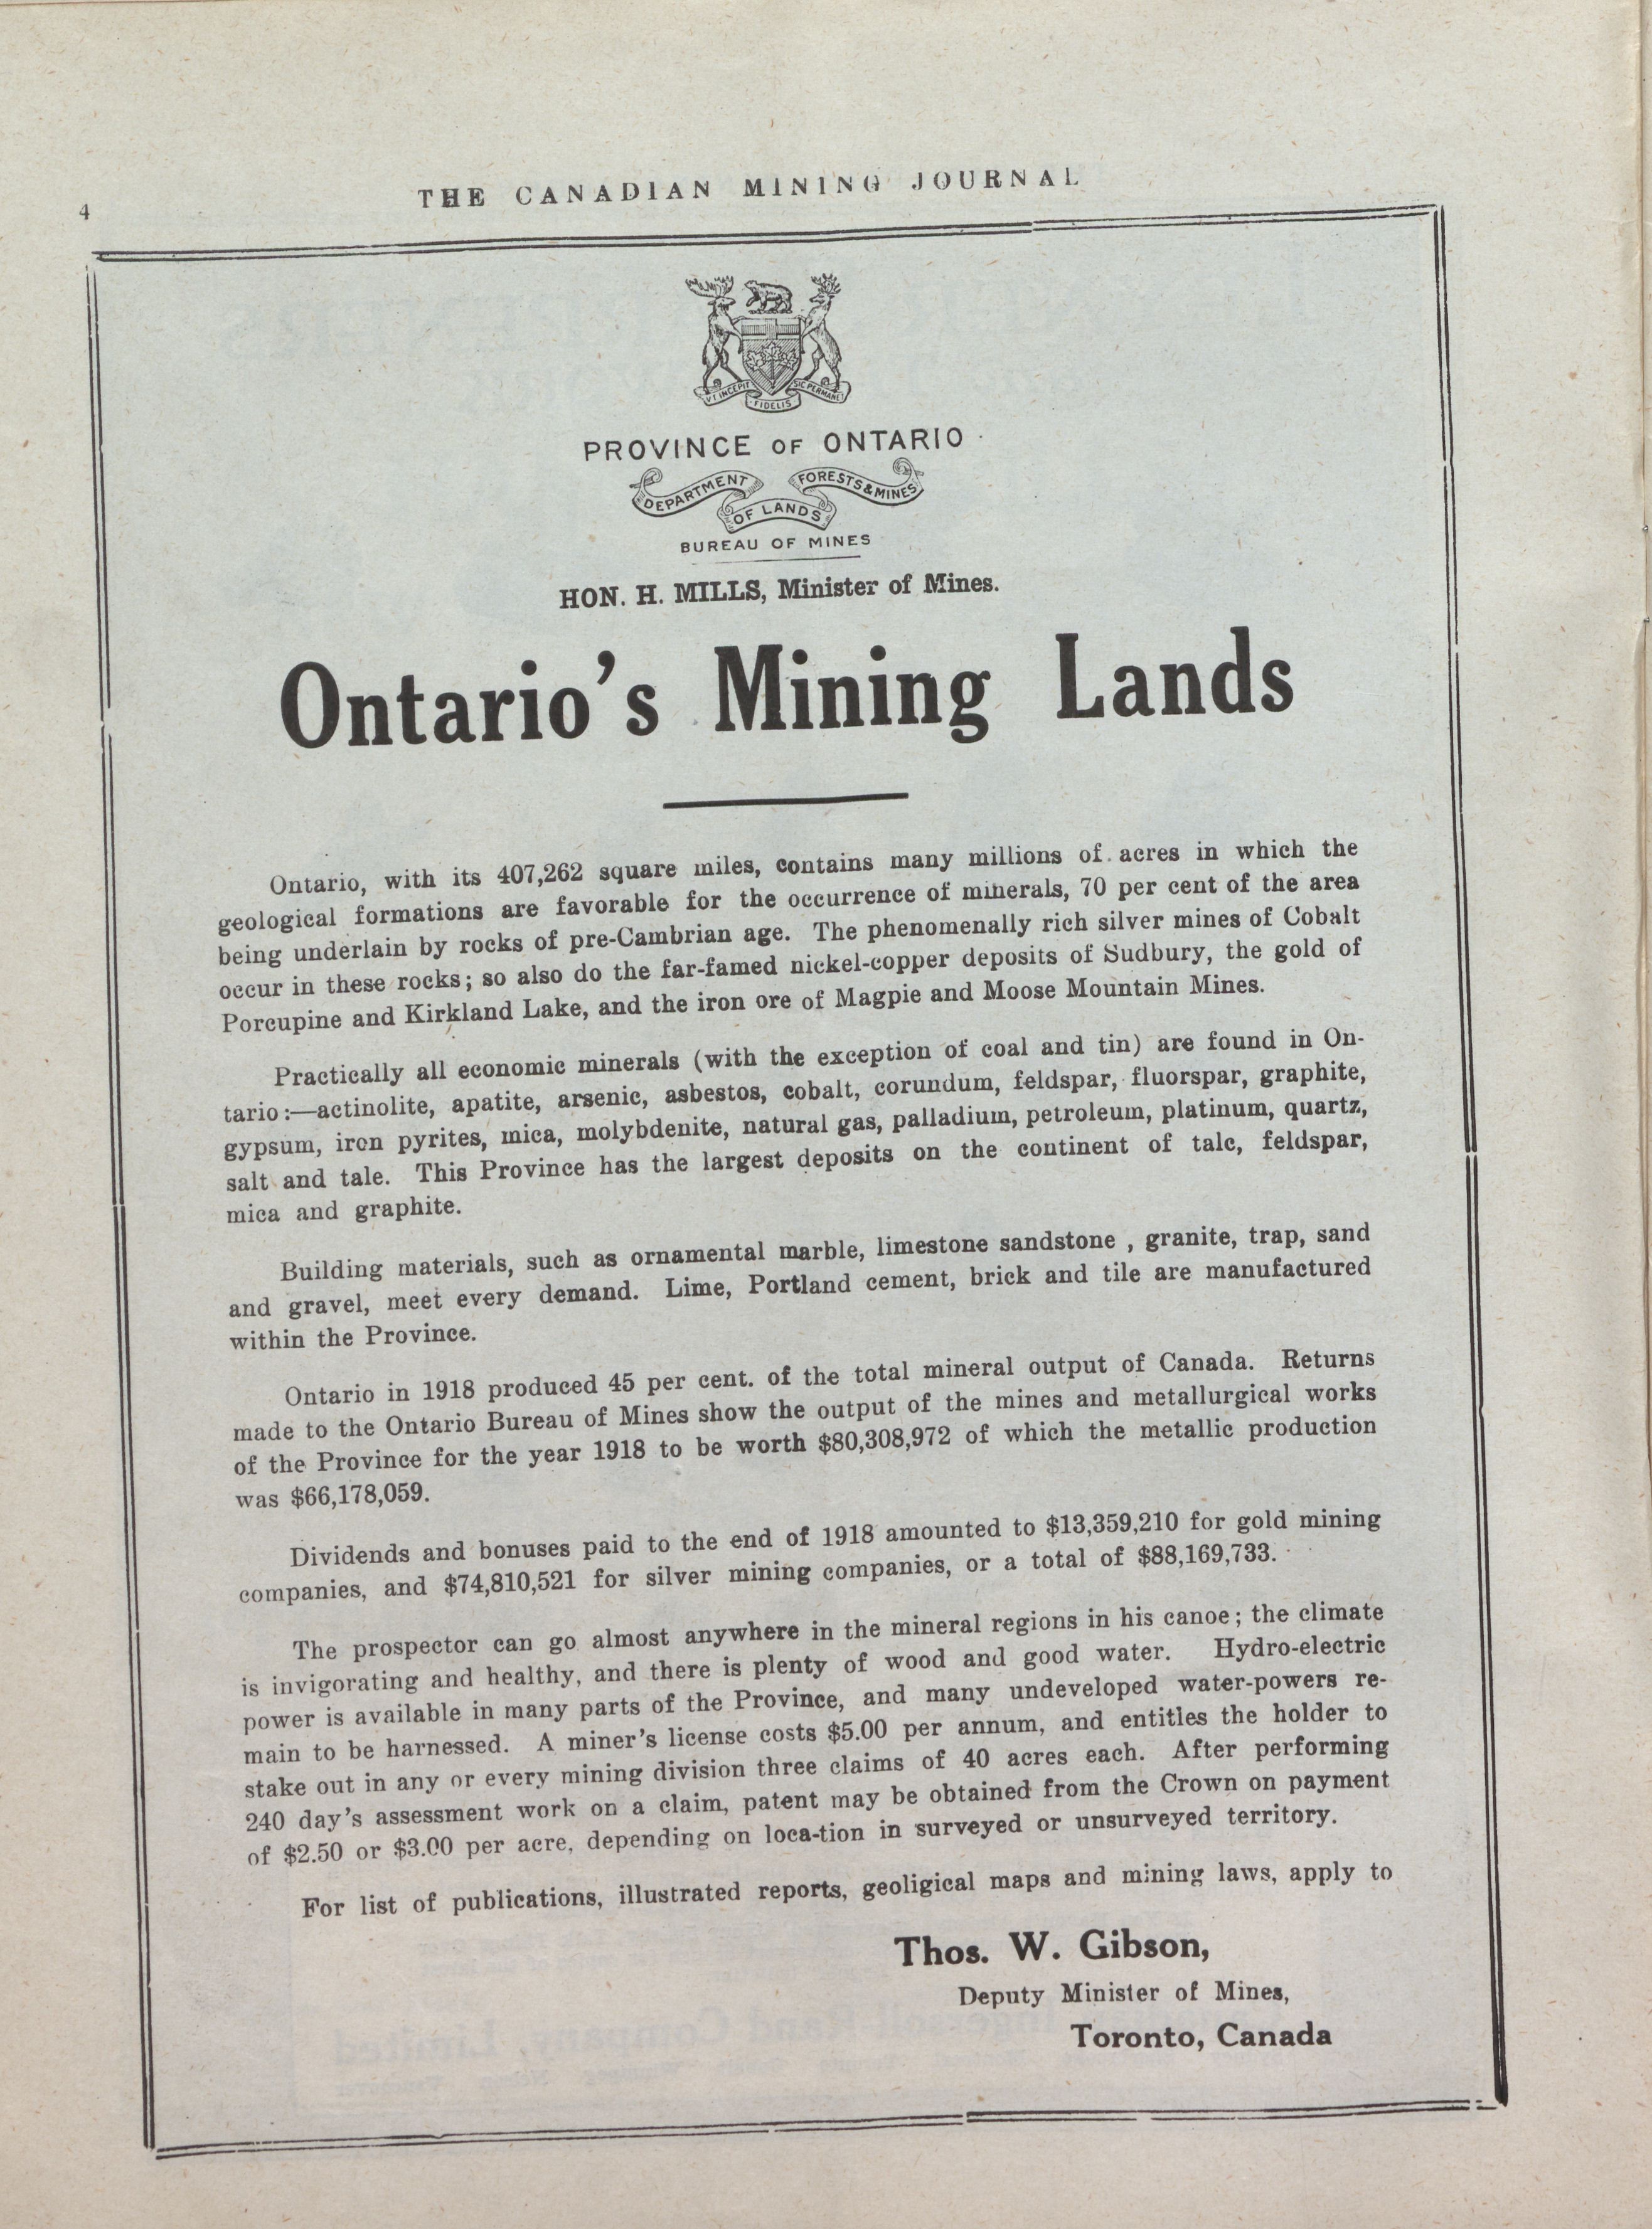 4
THE CANADIAN MINING JOURNAL
VT INCEPIT
FIDELIS
SIC PERMANET
PROVINCE OF ONTARIO
DEPARTMENT
OF LANDS
FORESTS & MINES
BUREAU OF MINES
HON. H. MILLS, Minister of Mines.
Ontario's Mining Lands
Ontario, with its 407,262 square miles, contains many millions of acres in which the
geological formations are favorable for the occurrence of minerals, 70 per cent of the area
being underlain by rocks of pre-Cambrian age. The phenomenally rich silver mines of Cobalt
occur in these rocks; so also do the far-famed nickel-copper deposits of Sudbury, the gold of
Porcupine and Kirkland Lake, and the iron ore of Magpie and Moose Mountain Mines.
Practically all economic minerals (with the exception of coal and tin) are found in On-
tario:—actinolite, apatite, arsenic, asbestos, cobalt, corundum, feldspar, fluorspar, graphite,
gypsum, iron pyrites, mica, molybdenite, natural gas, palladium, petroleum, platinum, quartz,
salt and tale. This Province has the largest deposits on the continent of talc, feldspar,
mica and graphite.
Building materials, such as ornamental marble, limestone sandstone , granite, trap, sand
and gravel, meet every demand. Lime, Portland cement, brick and tile are manufactured
within the Province.
Ontario in 1918 produced 45 per cent. of the total mineral output of Canada. Returns
made to the Ontario Bureau of Mines show the output of the mines and metallurgical works
of the Province for the year 1918 to be worth $80,308,972 of which the metallic production
was $66,178,059.
Dividends and bonuses paid to the end of 1918 amounted to $13,359,210 for gold mining
companies, and $74,810,521 for silver mining companies, or a total of $88,169,733.
The prospector can go almost anywhere in the mineral regions in his canoe; the climate
is invigorating and healthy, and there is plenty of wood and good water. Hydro-electric
power is available in many parts of the Province, and many undeveloped water-powers re-
main to be harnessed. A miner's license costs $5.00 per annum, and entitles the holder to
stake out in any or every mining division three claims of 40 acres each. After performing
240 day's assessment work on a claim, patent may be obtained from the Crown on payment
of $2.50 or $3.00 per acre, depending on loca-tion in surveyed or unsurveyed territory.
For list of publications, illustrated reports, geoligical maps and mining laws, apply to
Thos. W. Gibson,
Deputy Minister of Mines,
Toronto, Canada